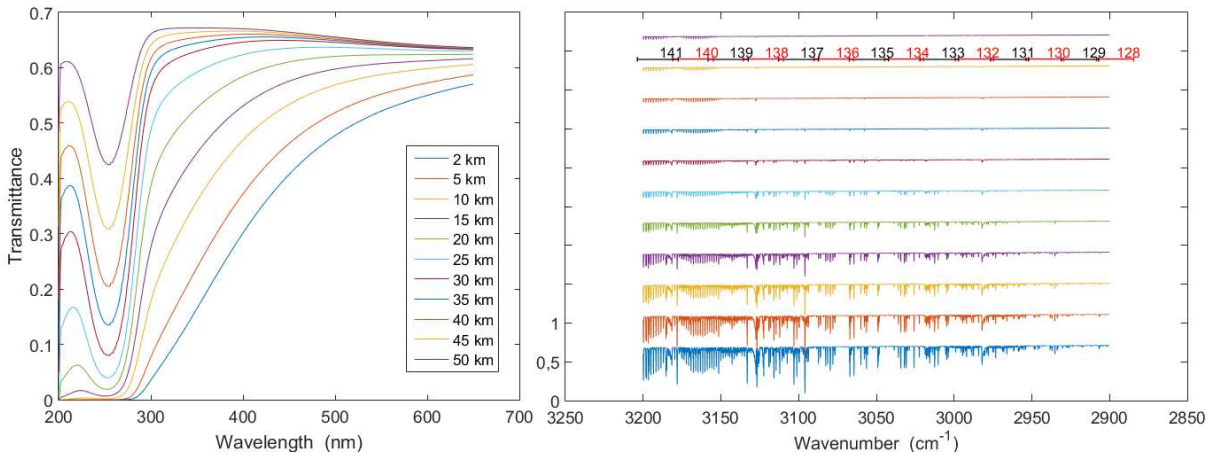 0.7
0.6
0.5
0.4
0.3
0.2
0.1
0
Transmittance
200 300 400 500 600 700
Wavelength (nm)
2 km
5 km
10 km
15 km
20 km
25 km
30 km
35 km
40 km
45 km
50 km
141 140 139 138 137 136 135 134 133 132 131 130 129 128
1
0,5
0
3250 3200 3150 3100 3050 3000 2950 2900 2850
Wavenumber (cm⁻¹)